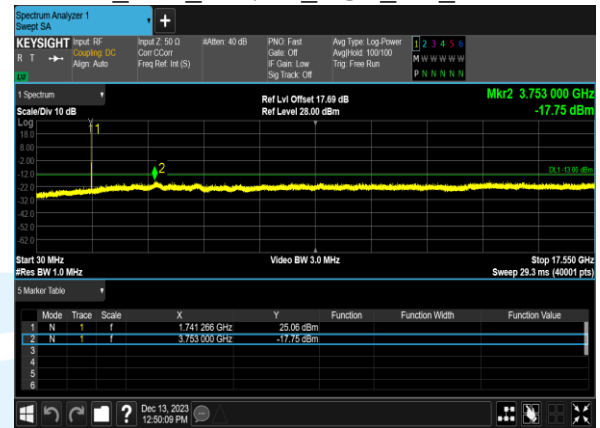 Spectrum Analyzer 1
Swept SA
KEYSIGHT
R T
Input: RF
Coupling: DC
Align: Auto
Input Z: 50 Ω
Corr CCorr
Freq Ref: Int (S)
#Atten: 40 dB
PNO: Fast
Gate: Off
IF Gain: Low
Sig Track: Off
Avg Type: Log-Power
Avg|Hold: 100/100
Trig: Free Run
1 2 3 4 5 6
M W W W W W
P N N N N N
1 Spectrum
Scale/Div 10 dB
Ref Lvl Offset 17.69 dB
Ref Level 28.00 dBm
Mkr2 3.753 000 GHz
-17.75 dBm
Log
18.0
8.00
-2.00
-12.0
-22.0
-32.0
-42.0
-52.0
-62.0
1
2
DL1 -13.00 dBm
Start 30 MHz
#Res BW 1.0 MHz
Video BW 3.0 MHz
Stop 17.550 GHz
Sweep 29.3 ms (40001 pts)
5 Marker Table
Mode Trace Scale X Y Function Function Width Function Value
1 N 1 f 1.741 266 GHz 25.06 dBm
2 N 1 f 3.753 000 GHz -17.75 dBm
3
4
5
6
?
Dec 13, 2023
12:50:09 PM